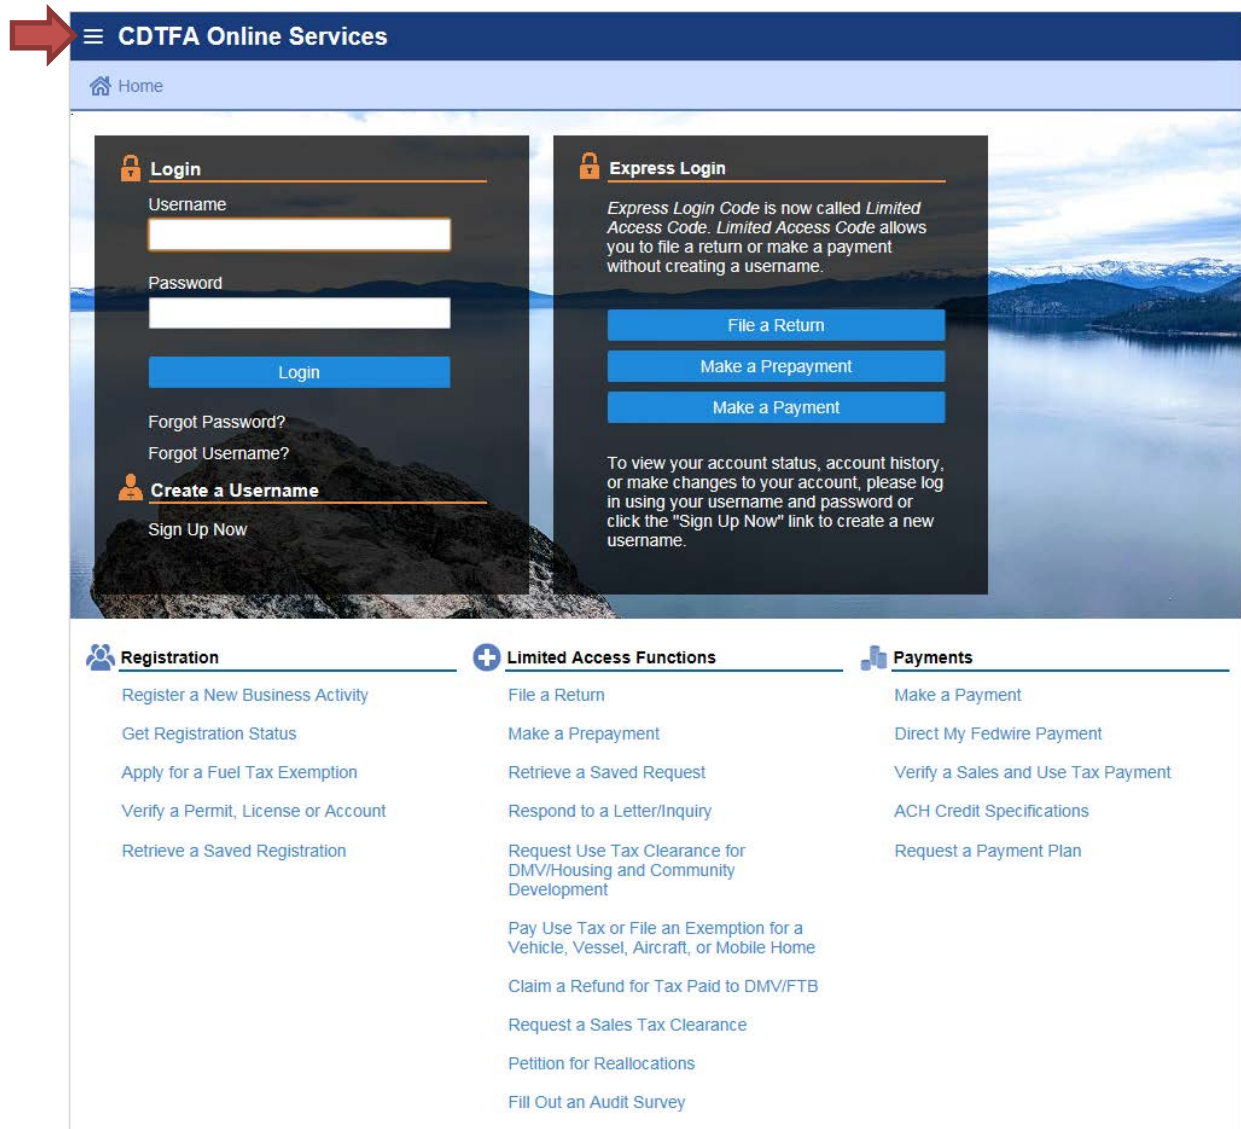 CDTFA Online Services
Home
Login
Username
Password
Login
Forgot Password?
Forgot Username?
Create a Username
Sign Up Now
Express Login
Express Login Code is now called Limited
Access Code. Limited Access Code allows
you to file a return or make a payment
without creating a username.
File a Return
Make a Prepayment
Make a Payment
To view your account status, account history,
or make changes to your account, please log
in using your username and password or
click the "Sign Up Now" link to create a new
username.
Registration
Register a New Business Activity
Get Registration Status
Apply for a Fuel Tax Exemption
Verify a Permit, License or Account
Retrieve a Saved Registration
Limited Access Functions
File a Return
Make a Prepayment
Retrieve a Saved Request
Respond to a Letter/Inquiry
Request Use Tax Clearance for
DMV/Housing and Community
Development
Pay Use Tax or File an Exemption for a
Vehicle, Vessel, Aircraft, or Mobile Home
Claim a Refund for Tax Paid to DMV/FTB
Request a Sales Tax Clearance
Petition for Reallocations
Fill Out an Audit Survey
Payments
Make a Payment
Direct My Fedwire Payment
Verify a Sales and Use Tax Payment
ACH Credit Specifications
Request a Payment Plan